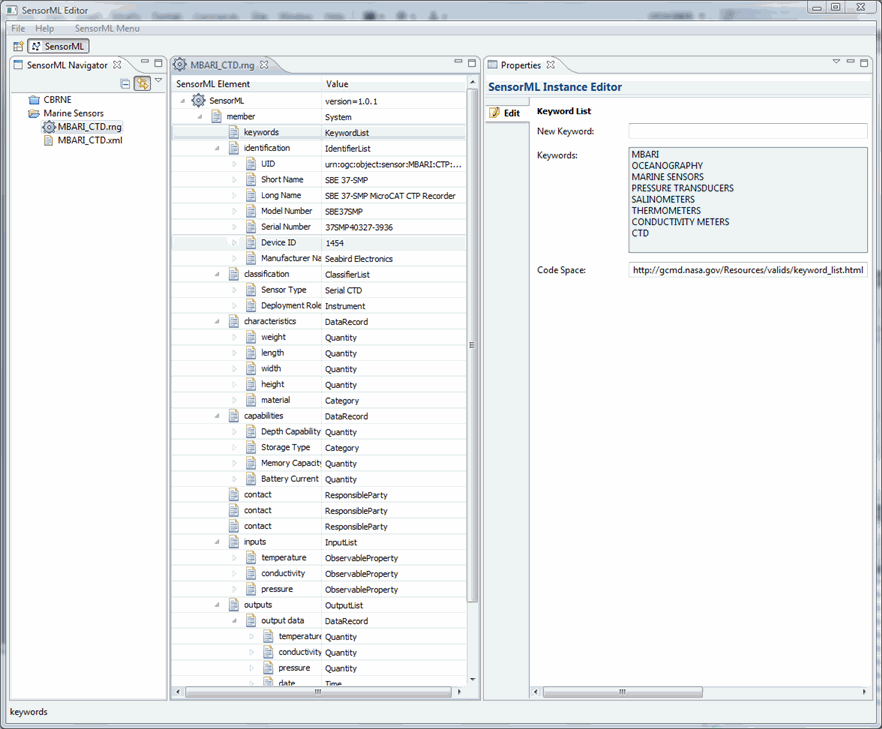 SensorML Editor
File Help SensorML Menu
SensorML
SensorML Navigator
CBRNE
Marine Sensors
MBARI_CTD.rng
MBARI_CTD.xml
MBARI_CTD.rng
SensorML Element Value
SensorML version=1.0.1
member System
keywords KeywordList
identification IdentifierList
UID urn:ogc:object:sensor:MBARI:CTP:...
Short Name SBE 37-SMP
Long Name SBE 37-SMP MicroCAT CTP Recorder
Model Number SBE37SMP
Serial Number 37SMP40327-3936
Device ID 1454
Manufacturer Na Seabird Electronics
classification ClassifierList
Sensor Type Serial CTD
Deployment Role Instrument
characteristics DataRecord
weight Quantity
length Quantity
width Quantity
height Quantity
material Category
capabilities DataRecord
Depth Capability Quantity
Storage Type Category
Memory Capacity Quantity
Battery Current Quantity
contact ResponsibleParty
contact ResponsibleParty
contact ResponsibleParty
inputs InputList
temperature ObservableProperty
conductivity ObservableProperty
pressure ObservableProperty
outputs OutputList
output data DataRecord
temperature Quantity
conductivity Quantity
pressure Quantity
date Time
Properties
SensorML Instance Editor
Edit
Keyword List
New Keyword:
Keywords:
MBARI
OCEANOGRAPHY
MARINE SENSORS
PRESSURE TRANSDUCERS
SALINOMETERS
THERMOMETERS
CONDUCTIVITY METERS
CTD
Code Space: http://gcmd.nasa.gov/Resources/valids/keyword_list.html
keywords